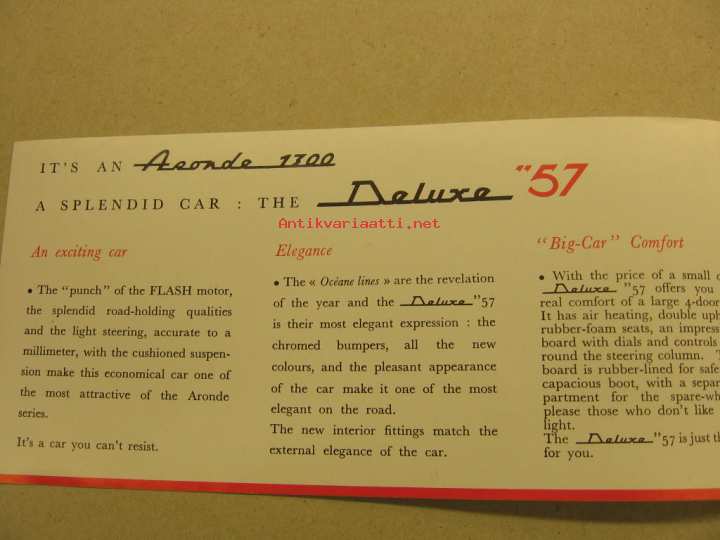 IT'S AN Aronde 1300
A SPLENDID CAR : THE Deluxe "57
Antikvariaatti.net
An exciting car
• The "punch" of the FLASH motor,
the splendid road-holding qualities
and the light steering, accurate to a
millimeter, with the cushioned suspen-
sion make this economical car one of
the most attractive of the Aronde
series.
It's a car you can't resist.
Elegance
• The « Océane lines » are the revelation
of the year and the Deluxe "57
is their most elegant expression : the
chromed bumpers, all the new
colours, and the pleasant appearance
of the car make it one of the most
elegant on the road.
The new interior fittings match the
external elegance of the car.
"Big-Car" Comfort
• With the price of a small
Deluxe "57 offers you
real comfort of a large 4-door
It has air heating, double
rubber-foam seats, an
board with dials and controls
round the steering column.
board is rubber-lined for
capacious boot, with a
partment for the
please those who don't like
light.
The Deluxe "57 is just
for you.